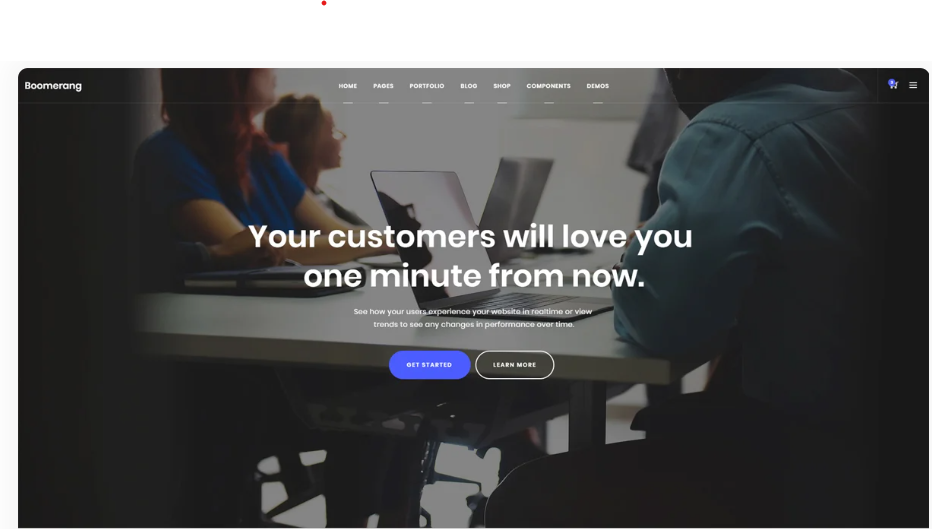 Boomerang
HOME PAGES PORTFOLIO BLOG SHOP COMPONENTS DEMOS
Your customers will love you
one minute from now.
See how your users experience your website in realtime or view
trends to see any changes in performance over time.
GET STARTED LEARN MORE